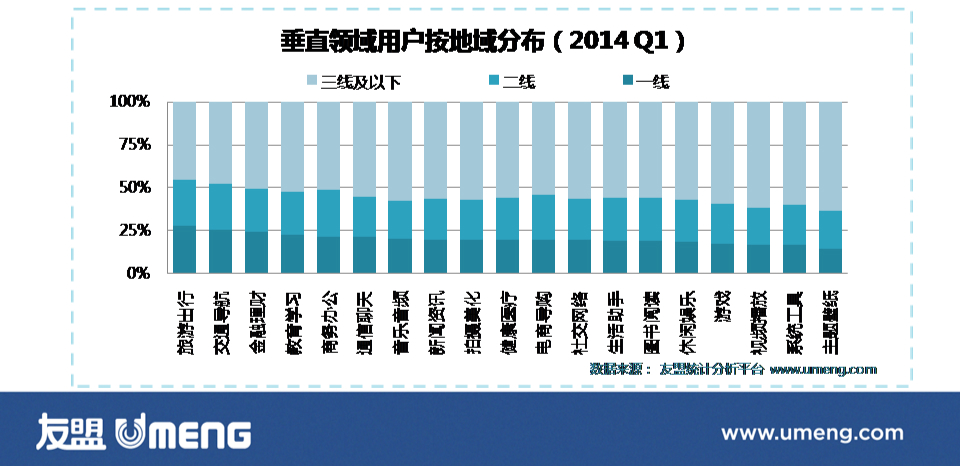 垂直领域用户按地域分布（2014 Q1）
三线及以下 二线 一线
100%
75%
50%
25%
0%
旅游出行
交通导航
金融理财
教育学习
商务办公
通信聊天
音乐音频
新闻资讯
拍摄美化
健康医疗
电商导购
社交网络
生活助手
图书阅读
休闲娱乐
游戏
视频播放
系统工具
主题壁纸
数据来源： 友盟统计分析平台 www.umeng.com
友盟 UMENG
www.umeng.com